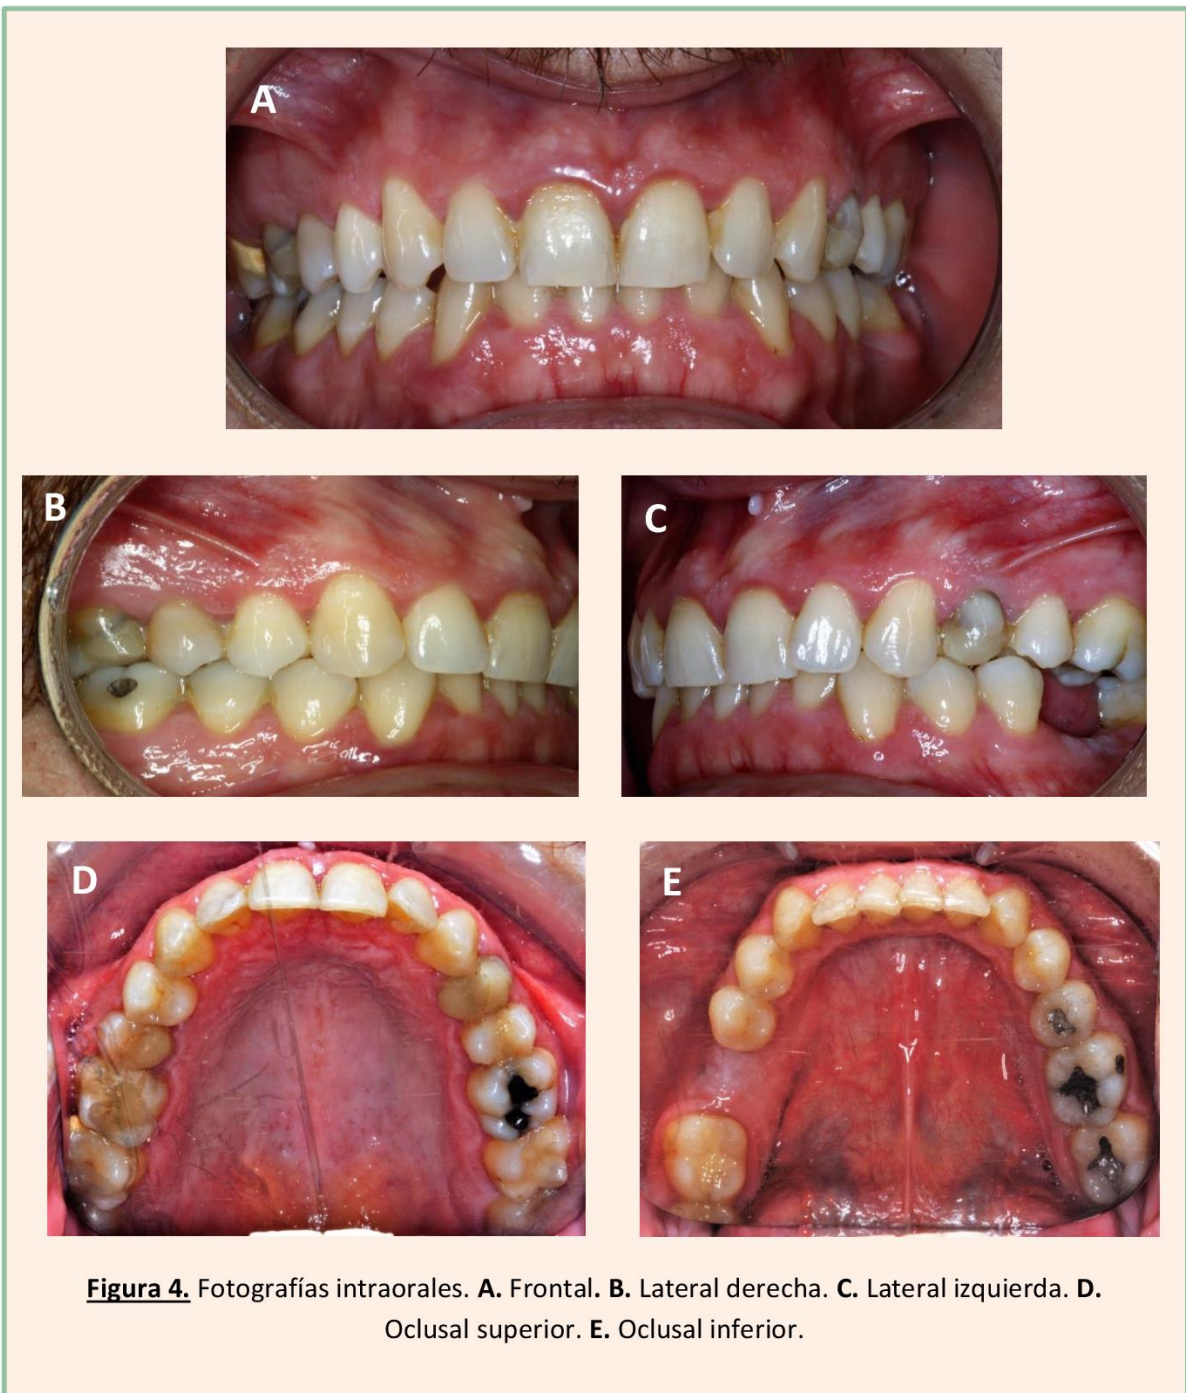 A
B
C
D
E
Figura 4. Fotografías intraorales. A. Frontal. B. Lateral derecha. C. Lateral izquierda. D.
Oclusal superior. E. Oclusal inferior.